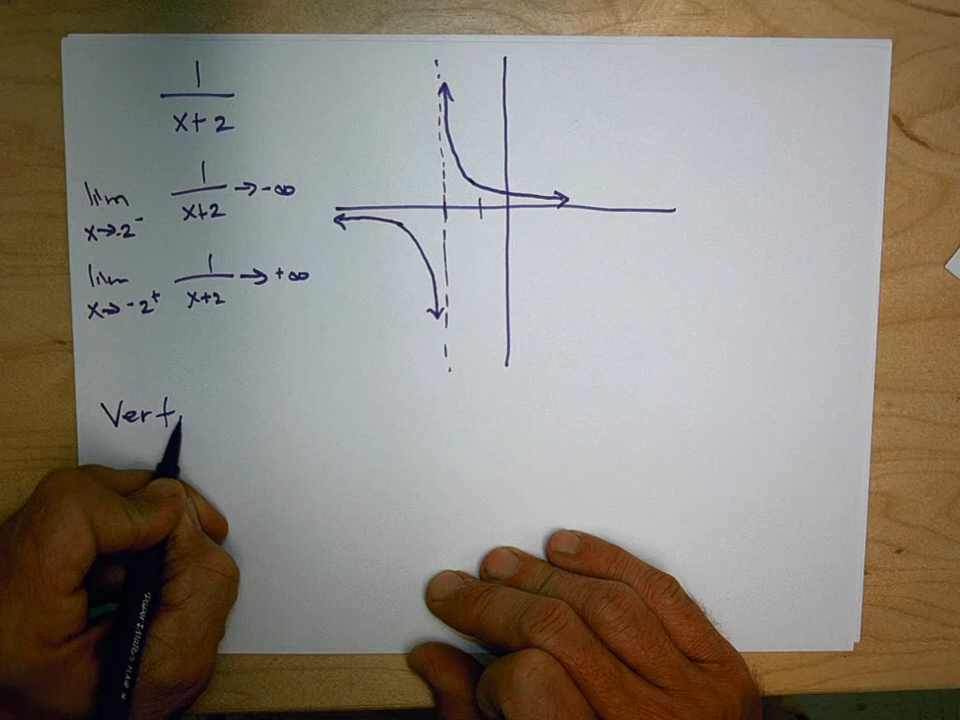 1
x+2
lim 1/x+2 → -∞
x→-2⁻
lim 1/x+2 → +∞
x→-2⁺
Vert